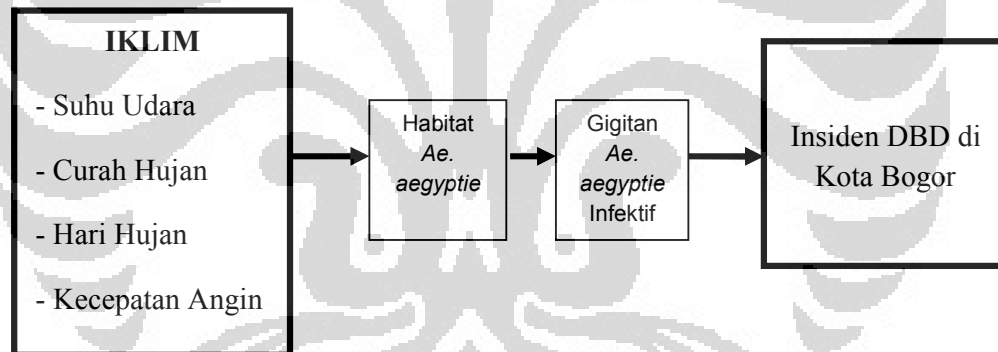 IKLIM
- Suhu Udara
- Curah Hujan
- Hari Hujan
- Kecepatan Angin
Habitat
Ae.
aegyptie
Gigitan
Ae.
aegyptie
Infektif
Insiden DBD di
Kota Bogor